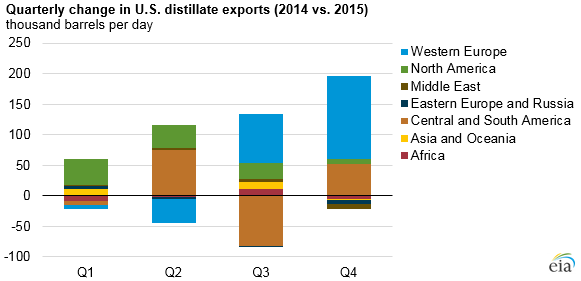 Quarterly change in U.S. distillate exports (2014 vs. 2015)
thousand barrels per day
250
200
150
100
50
0
-50
-100
Q1
Q2
Q3
Q4
Western Europe
North America
Middle East
Eastern Europe and Russia
Central and South America
Asia and Oceania
Africa
eia